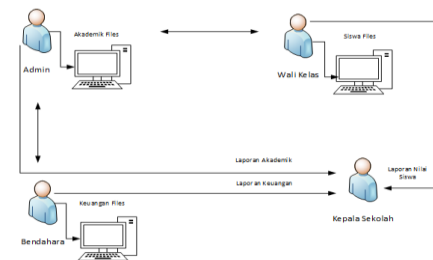 Akademik Files
Siswa Files
Admin
Wali Kelas
Laporan Akademik
Laporan Nilai
Siswa
Laporan Keuangan
Keuangan Files
Kepala Sekolah
Bendahara